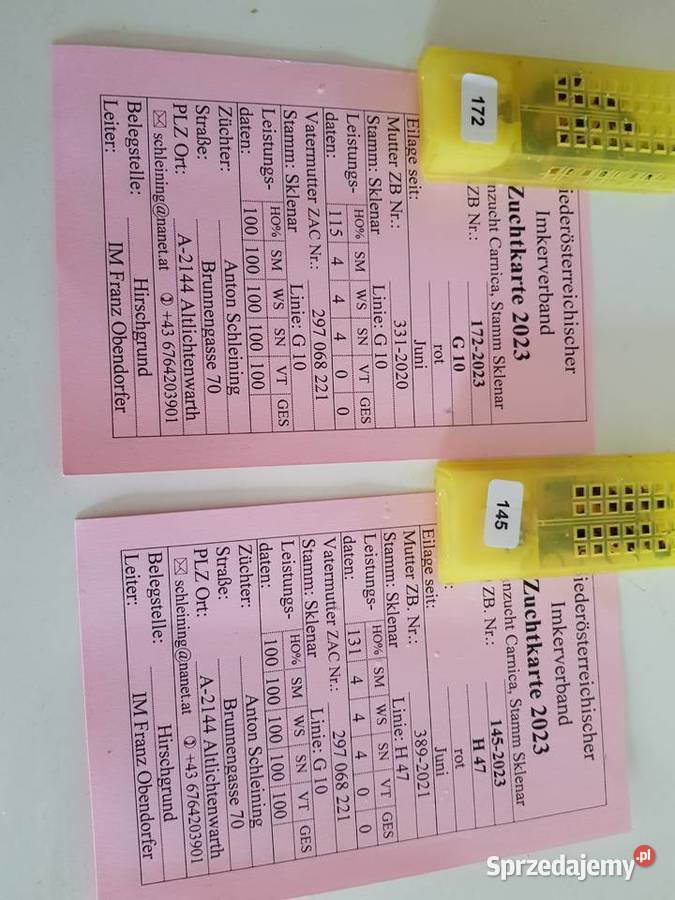 172
iederösterreichischer
Imkerverband
Zuchtkarte 2023
nzucht Carnica, Stamm Sklenar
ZB Nr.: 172-2023
G 10
rot
Eilage seit: Juni
Mutter ZB Nr.: 331-2020
Stamm: Sklenar Linie: G 10
Leistungs- HO% SM WS SN VT GES
daten: 115 4 4 4 0 0
Vatermutter ZAC Nr.: 297 068 221
Stamm: Sklenar Linie: G 10
Leistungs- HO% SM WS SN VT GES
daten: 100 100 100 100 100
Züchter: Anton Schleining
Straße: Brunnengasse 70
PLZ Ort: A-2144 Altlichtenwarth
✉ schleining@nanet.at ✆ +43 6764203901
Belegstelle: Hirschgrund
Leiter: IM Franz Obendorfer
145
iederösterreichischer
Imkerverband
Zuchtkarte 2023
nzucht Carnica, Stamm Sklenar
ZB. Nr.: 145-2023
H 47
rot
Eilage seit: Juni
Mutter ZB. Nr.: 389-2021
Stamm: Sklenar Linie: H 47
Leistungs- HO% SM WS SN VT GES
daten: 131 4 4 4 0 0
Vatermutter ZAC Nr.: 297 068 221
Stamm: Sklenar Linie: G 10
Leistungs- HO% SM WS SN VT GES
daten: 100 100 100 100 100
Züchter: Anton Schleining
Straße: Brunnengasse 70
PLZ Ort: A-2144 Altlichtenwarth
✉ schleining@nanet.at ✆ +43 6764203901
Belegstelle: Hirschgrund
Leiter: IM Franz Obendorfer
Sprzedajemy.pl